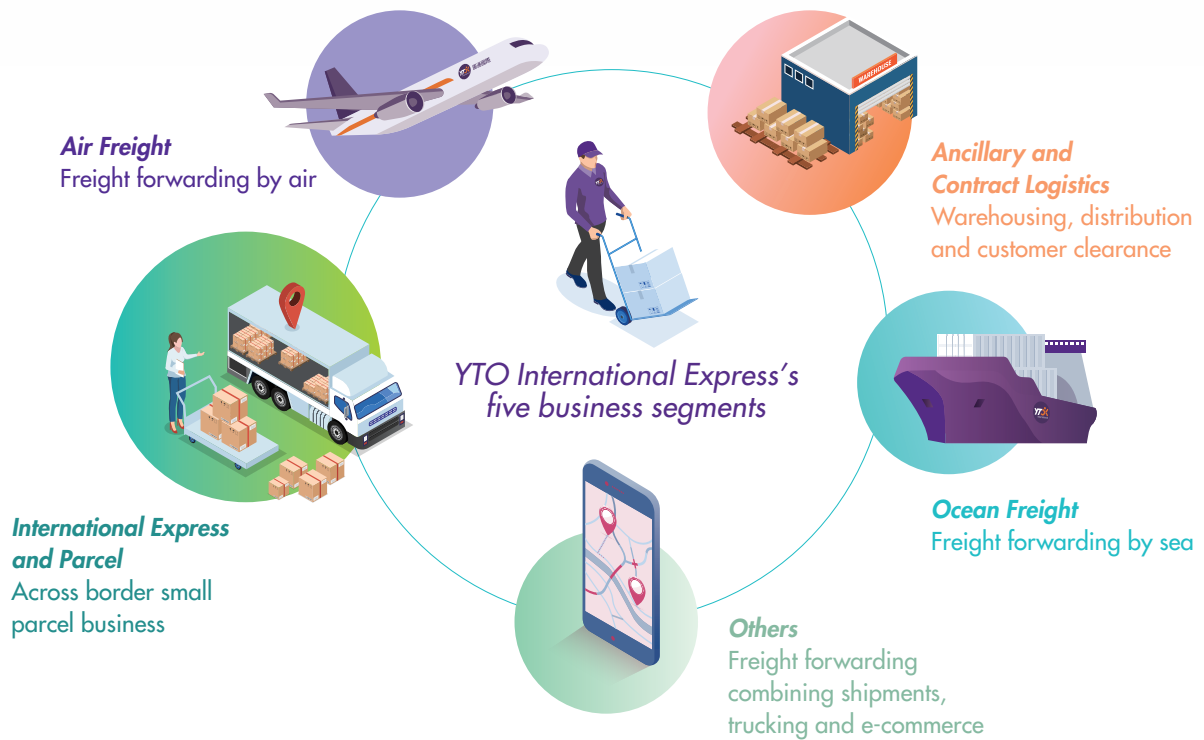 WAREHOUSE
Air Freight
Freight forwarding by air
Ancillary and
Contract Logistics
Warehousing, distribution
and customer clearance
YTO International Express's
five business segments
Ocean Freight
Freight forwarding by sea
International Express
and Parcel
Across border small
parcel business
Others
Freight forwarding
combining shipments,
trucking and e-commerce